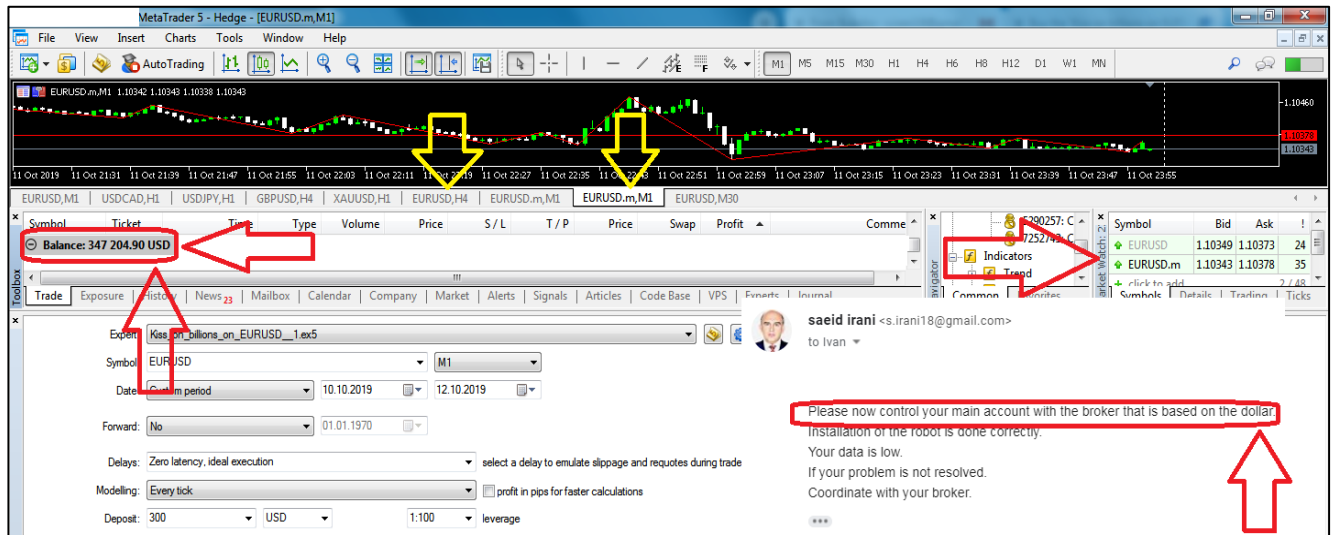 MetaTrader 5 - Hedge - [EURUSD.m,M1]
File View Insert Charts Tools Window Help
AutoTrading M1 M5 M15 M30 H1 H4 H6 H8 H12 D1 W1 MN
EURUSD.m,M1 1.10342 1.10343 1.10338 1.10343
1.10460
1.10378
1.10343
11 Oct 2019 11 Oct 21:31 11 Oct 21:39 11 Oct 21:47 11 Oct 21:55 11 Oct 22:03 11 Oct 22:11 11 Oct 22:19 11 Oct 22:27 11 Oct 22:35 11 Oct 22:43 11 Oct 22:51 11 Oct 22:59 11 Oct 23:07 11 Oct 23:15 11 Oct 23:23 11 Oct 23:31 11 Oct 23:39 11 Oct 23:47 11 Oct 23:55
EURUSD,M1 USDCAD,H1 USDJPY,H1 GBPUSD,H4 XAUUSD,H1 EURUSD,H4 EURUSD.m,M1 EURUSD.m,M1 EURUSD,M30
Symbol Ticket Time Type Volume Price S / L T / P Price Swap Profit Comme
Balance: 347 204.90 USD
Toolbox
Trade Exposure History News 23 Mailbox Calendar Company Market Alerts Signals Articles Code Base VPS Experts Journal
5290257: C
7252743: C
Indicators
Trend
Common Favorites
Symbol Bid Ask !
EURUSD 1.10349 1.10373 24
EURUSD.m 1.10343 1.10378 35
click to add 2 / 48
Symbols Details Trading Ticks
Expert: Kiss_on_billions_on_EURUSD__1.ex5
Symbol: EURUSD M1
Date: Custom period 10.10.2019 12.10.2019
Forward: No 01.01.1970
Delays: Zero latency, ideal execution select a delay to emulate slippage and requotes during trade
Modelling: Every tick profit in pips for faster calculations
Deposit: 300 USD 1:100 leverage
saeid irani <s.irani18@gmail.com>
to Ivan
Please now control your main account with the broker that is based on the dollar.
Installation of the robot is done correctly.
Your data is low.
If your problem is not resolved.
Coordinate with your broker.